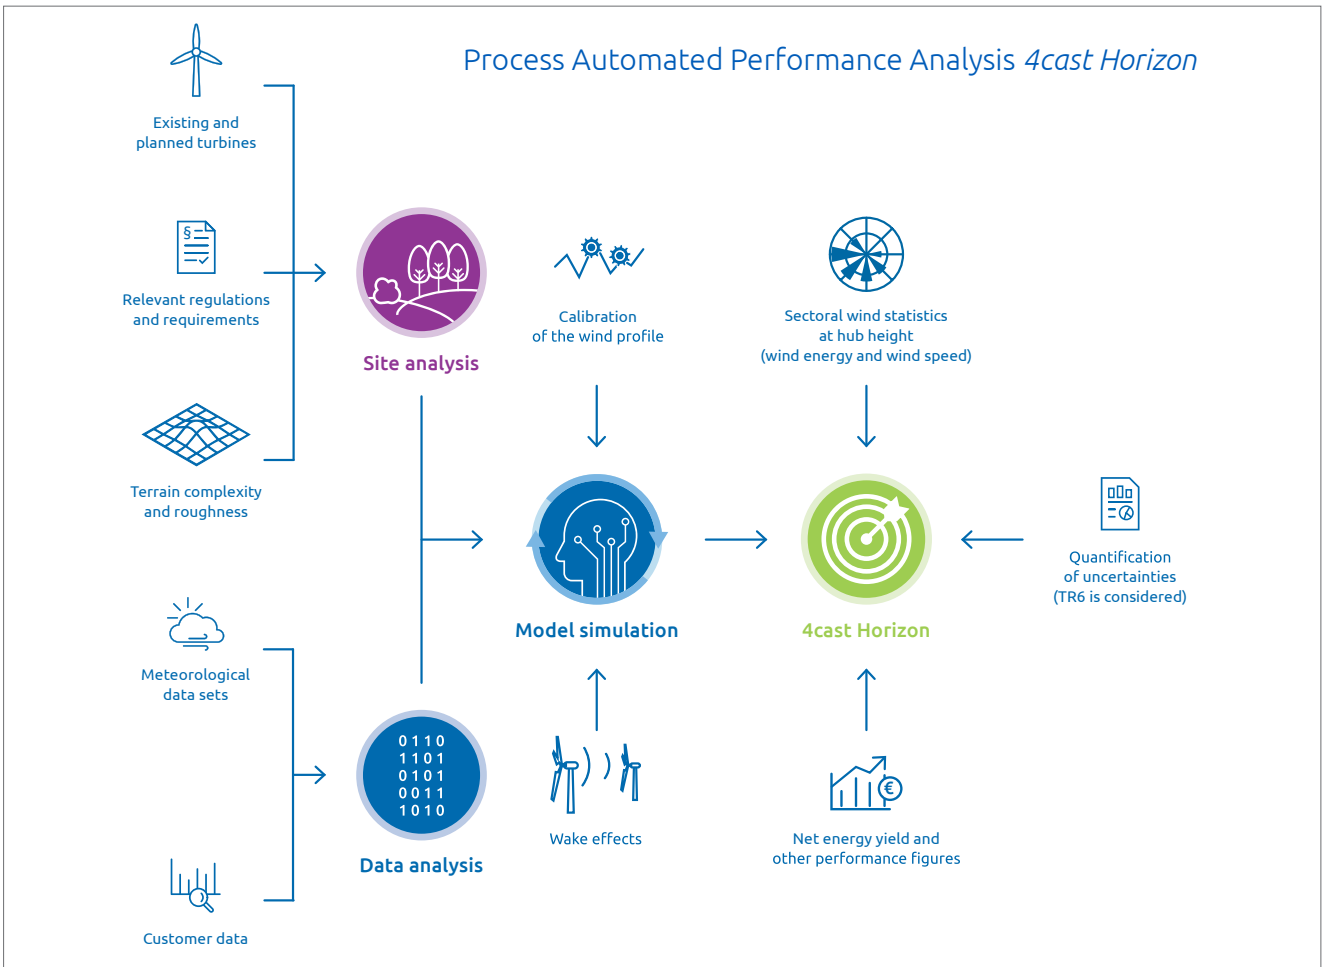 Process Automated Performance Analysis 4cast Horizon
Existing and
planned turbines
§
Relevant regulations
and requirements
Terrain complexity
and roughness
Meteorological
data sets
Customer data
Site analysis
0110
1101
0101
0011
1010
Data analysis
Calibration
of the wind profile
Model simulation
Wake effects
Sectoral wind statistics
at hub height
(wind energy and wind speed)
4cast Horizon
€
Net energy yield and
other performance figures
Quantification
of uncertainties
(TR6 is considered)